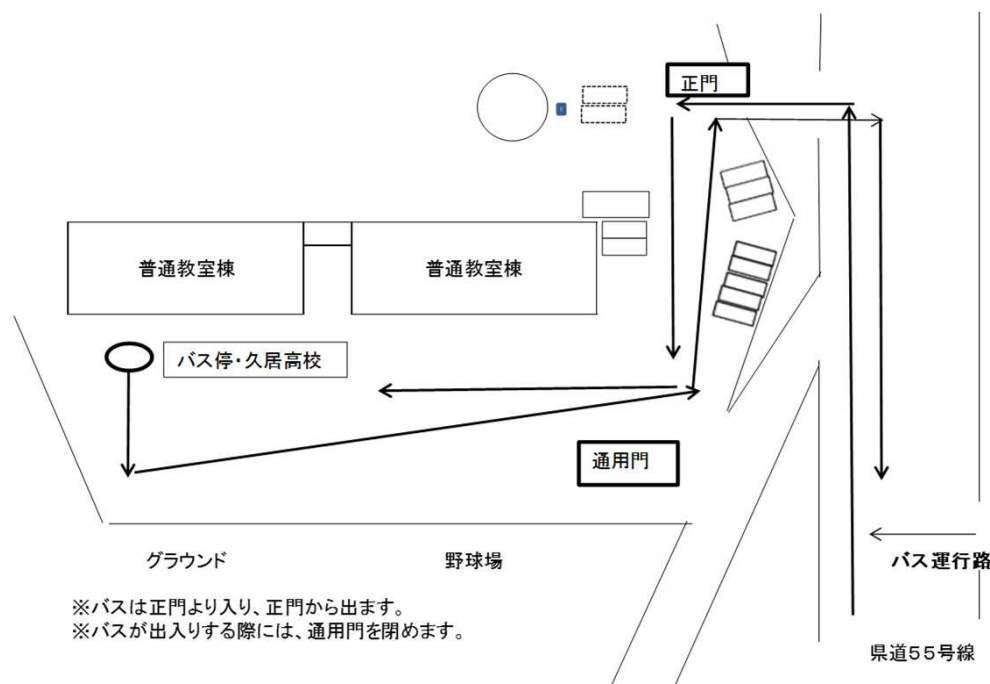 正門
普通教室棟
普通教室棟
バス停・久居高校
通用門
バス運行路
グラウンド
野球場
※バスは正門より入り、正門から出ます。
※バスが出入りする際には、通用門を閉めます。
県道55号線